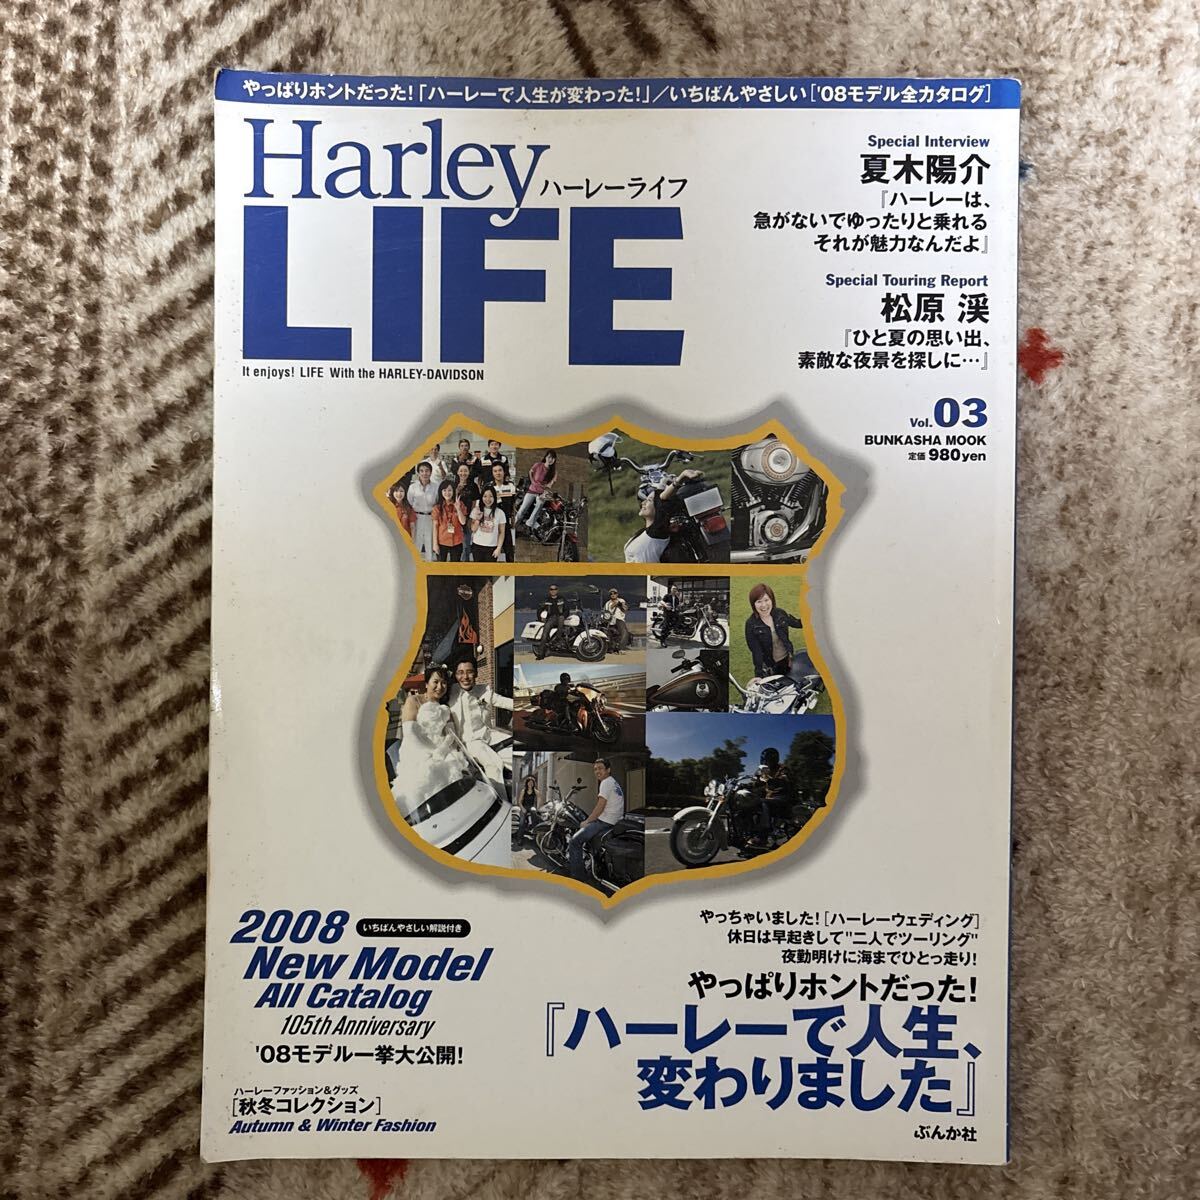 やっぱりホントだった!「ハーレーで人生が変わった!」/いちばんやさしい['08モデル全カタログ]
Harley
ハーレーライフ
LIFE
It enjoys! LIFE With the HARLEY-DAVIDSON
Special Interview
夏木陽介
『ハーレーは、
急がないでゆったりと乗れる
それが魅力なんだよ』
Special Touring Report
松原 渓
『ひと夏の思い出、
素敵な夜景を探しに…』
Vol.03
BUNKASHA MOOK
定価 980yen
2008
いちばんやさしい解説付き
New Model
All Catalog
105th Anniversary
'08モデル一挙大公開!
ハーレーファッション&グッズ
[秋冬コレクション]
Autumn & Winter Fashion
やっちゃいました![ハーレーウェディング]
休日は早起きして"二人でツーリング"
夜勤明けに海までひとっ走り!
やっぱりホントだった!
『ハーレーで人生、
変わりました』
ぶんか社